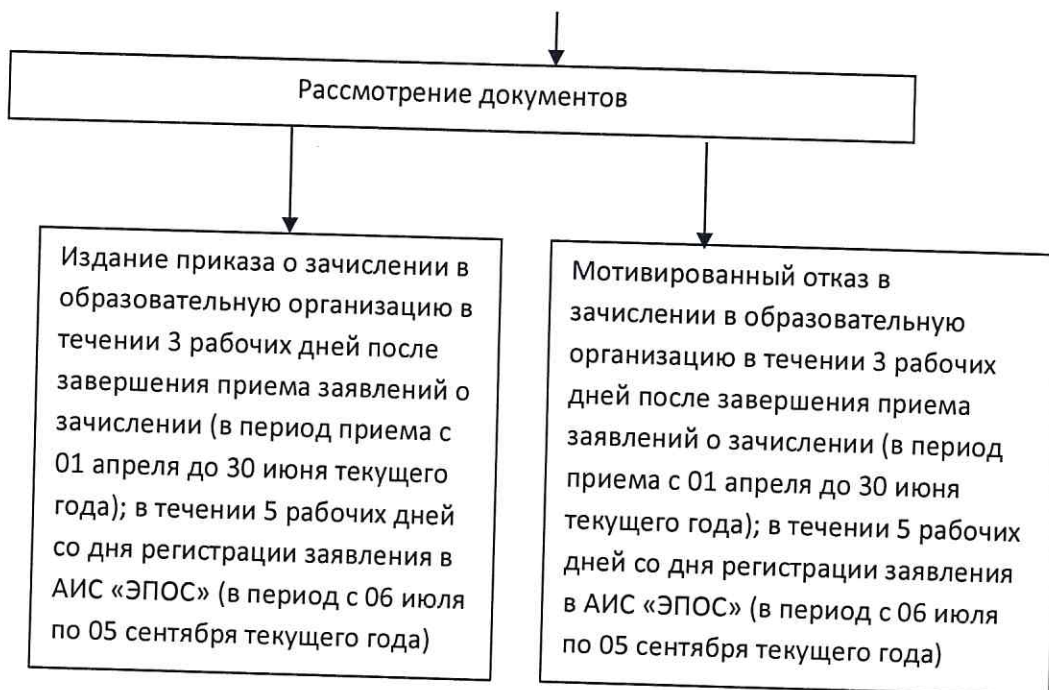 Рассмотрение документов
Издание приказа о зачислении в
образовательную организацию в
течении 3 рабочих дней после
завершения приема заявлений о
зачислении (в период приема с
01 апреля до 30 июня текущего
года); в течении 5 рабочих дней
со дня регистрации заявления в
АИС «ЭПОС» (в период с 06 июля
по 05 сентября текущего года)
Мотивированный отказ в
зачислении в образовательную
организацию в течении 3 рабочих
дней после завершения приема
заявлений о зачислении (в период
приема с 01 апреля до 30 июня
текущего года); в течении 5 рабочих
дней со дня регистрации заявления
в АИС «ЭПОС» (в период с 06 июля
по 05 сентября текущего года)